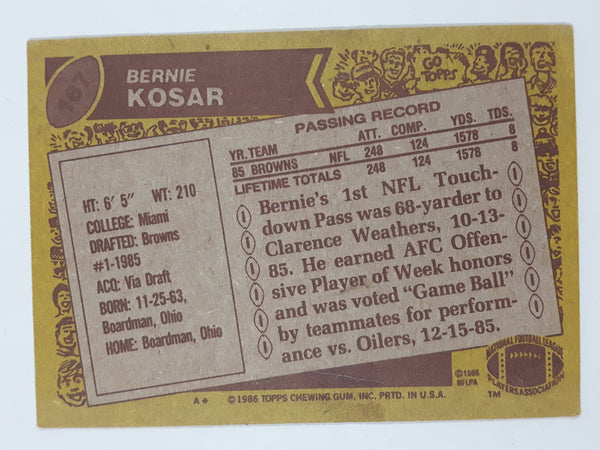 187
BERNIE
KOSAR
GO
TOPPS
PASSING RECORD
YR. TEAM ATT. COMP. YDS. TDS.
85 BROWNS NFL 248 124 1578 8
LIFETIME TOTALS 248 124 1578 8
HT: 6' 5" WT: 210
COLLEGE: Miami
DRAFTED: Browns
#1-1985
ACQ: Via Draft
BORN: 11-25-63,
Boardman, Ohio
HOME: Boardman, Ohio
Bernie's 1st NFL Touch-
down Pass was 68-yarder to
Clarence Weathers, 10-13-
85. He earned AFC Offen-
sive Player of Week honors
and was voted "Game Ball"
by teammates for perform-
ance vs. Oilers, 12-15-85.
©1986
NFLPA
NATIONAL FOOTBALL LEAGUE
PLAYERS ASSOCIATION
TM
A* ©1986 TOPPS CHEWING GUM, INC. PRTD. IN U.S.A.